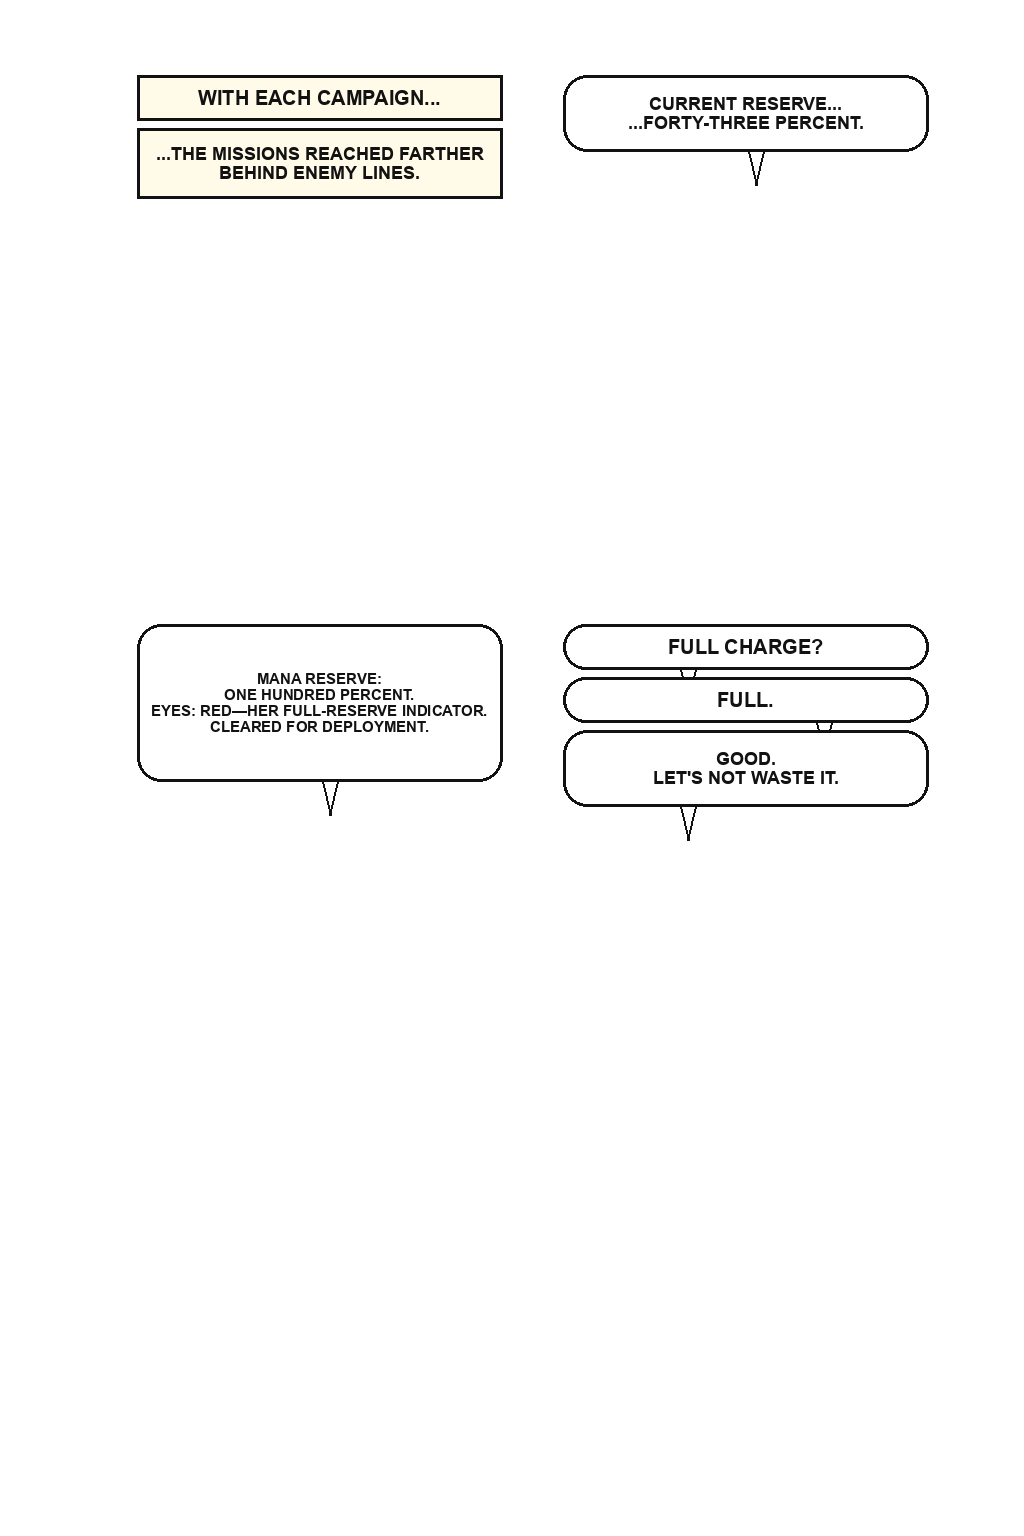 WITH EACH CAMPAIGN...
...THE MISSIONS REACHED FARTHER
BEHIND ENEMY LINES.
CURRENT RESERVE...
...FORTY-THREE PERCENT.
MANA RESERVE:
ONE HUNDRED PERCENT.
EYES: RED—HER FULL-RESERVE INDICATOR.
CLEARED FOR DEPLOYMENT.
FULL CHARGE?
FULL.
GOOD.
LET'S NOT WASTE IT.